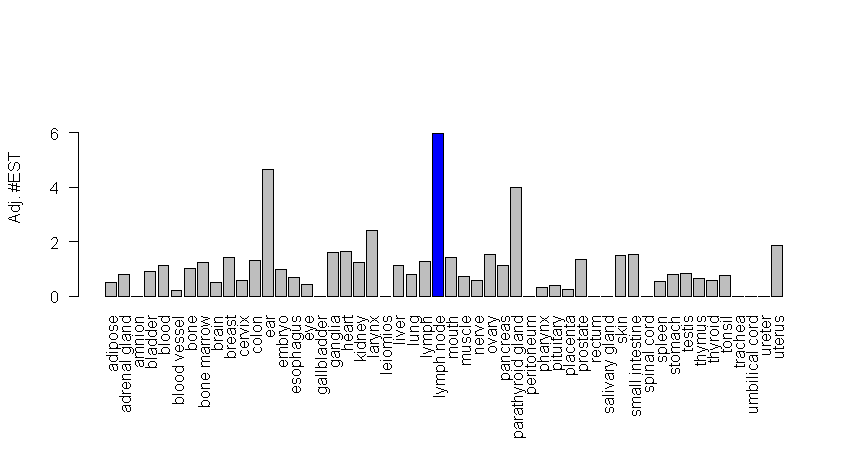 Adj. #EST
6
4
2
0
adipose
adrenal gland
amnion
bladder
blood
blood vessel
bone
bone marrow
brain
breast
cervix
colon
ear
embryo
esophagus
eye
gallbladder
ganglia
heart
kidney
larynx
leiomios
liver
lung
lymph
lymph node
mouth
muscle
nerve
ovary
pancreas
parathyroid gland
peritoneum
pharynx
pituitary
placenta
prostate
rectum
salivary gland
skin
small intestine
spinal cord
spleen
stomach
testis
thymus
thyroid
tonsil
trachea
umbilical cord
ureter
uterus